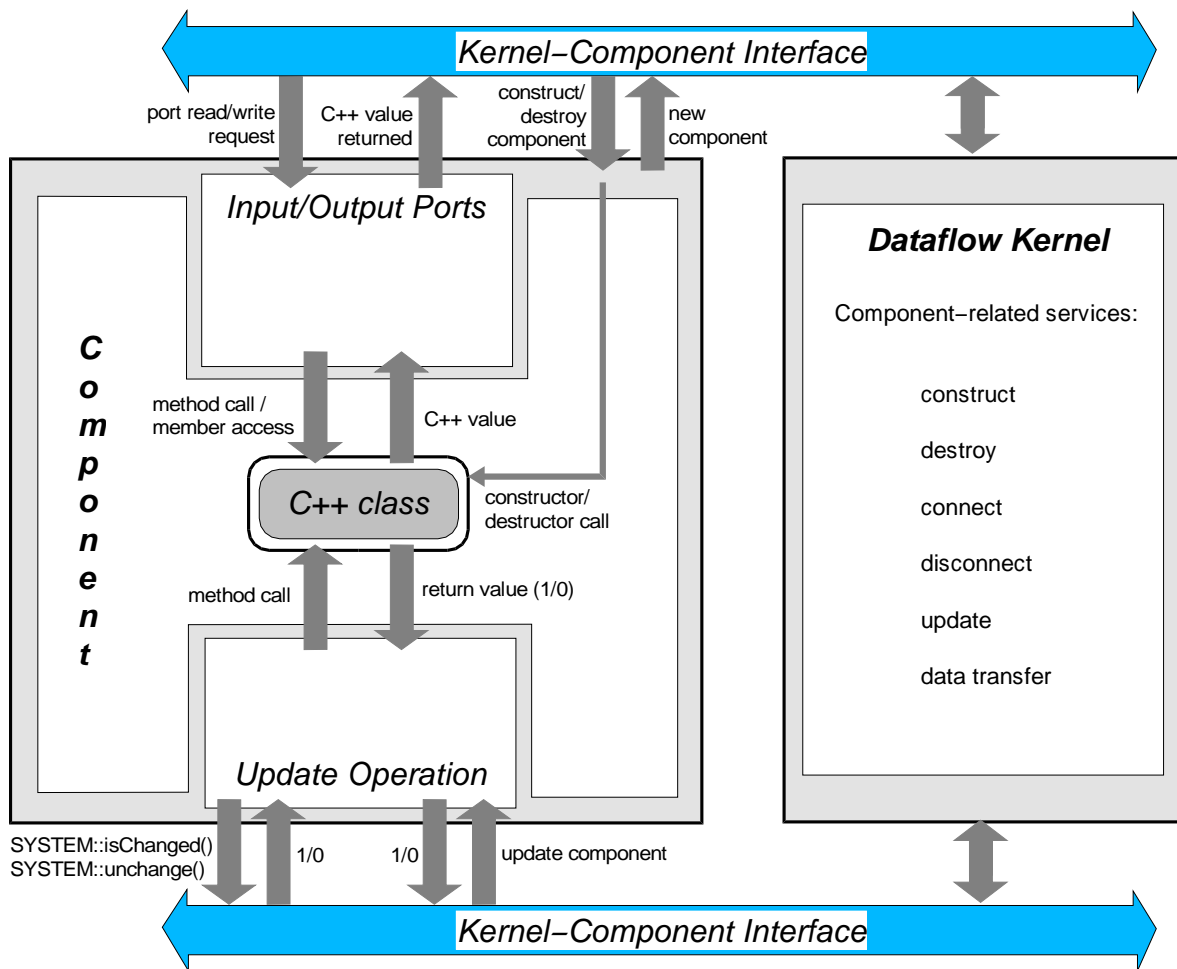 Kernel−Component Interface
port read/write
request
C++ value
returned
construct/
destroy
component
new
component
Input/Output Ports
Dataflow Kernel
Component−related services:
construct
destroy
connect
disconnect
update
data transfer
Component
method call /
member access
C++ value
C++ class
constructor/
destructor call
method call
return value (1/0)
Update Operation
SYSTEM::isChanged()
SYSTEM::unchange()
1/0
1/0
update component
Kernel−Component Interface